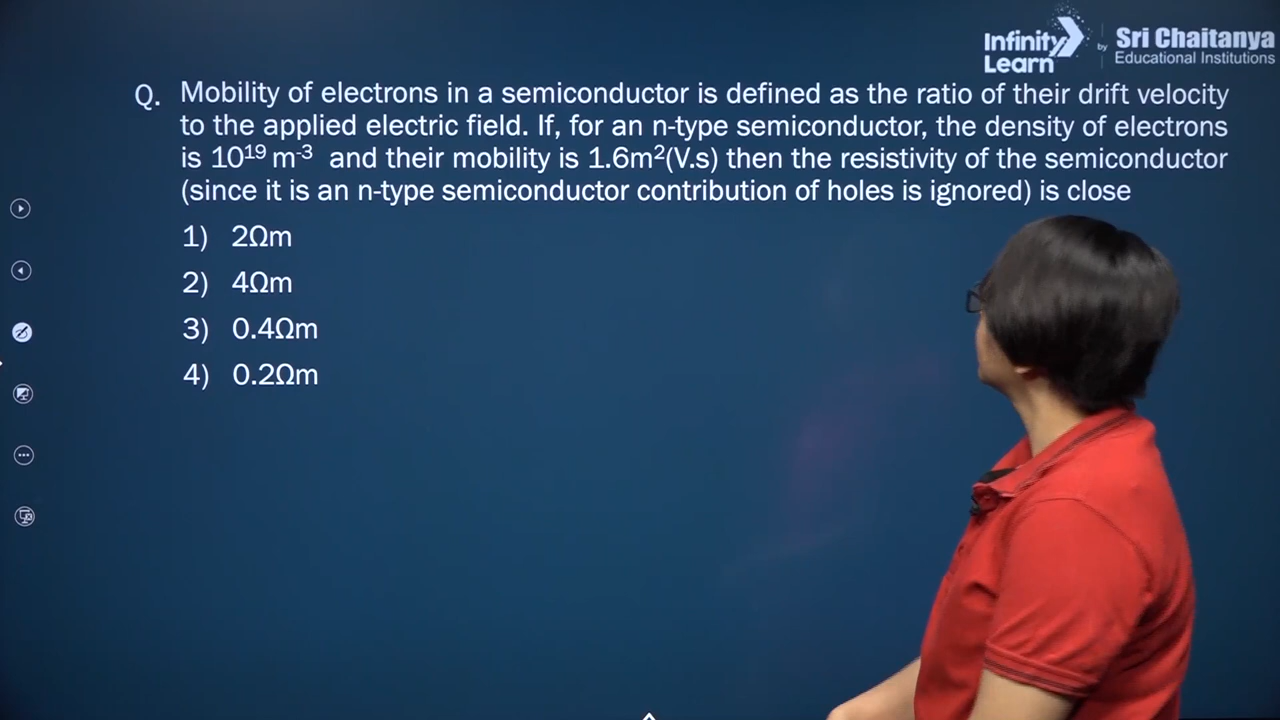 Infinity Learn by Sri Chaitanya Educational Institutions
Q. Mobility of electrons in a semiconductor is defined as the ratio of their drift velocity
to the applied electric field. If, for an n-type semiconductor, the density of electrons
is 10¹⁹ m⁻³ and their mobility is 1.6m²(V.s) then the resistivity of the semiconductor
(since it is an n-type semiconductor contribution of holes is ignored) is close
1) 2Ωm
2) 4Ωm
3) 0.4Ωm
4) 0.2Ωm